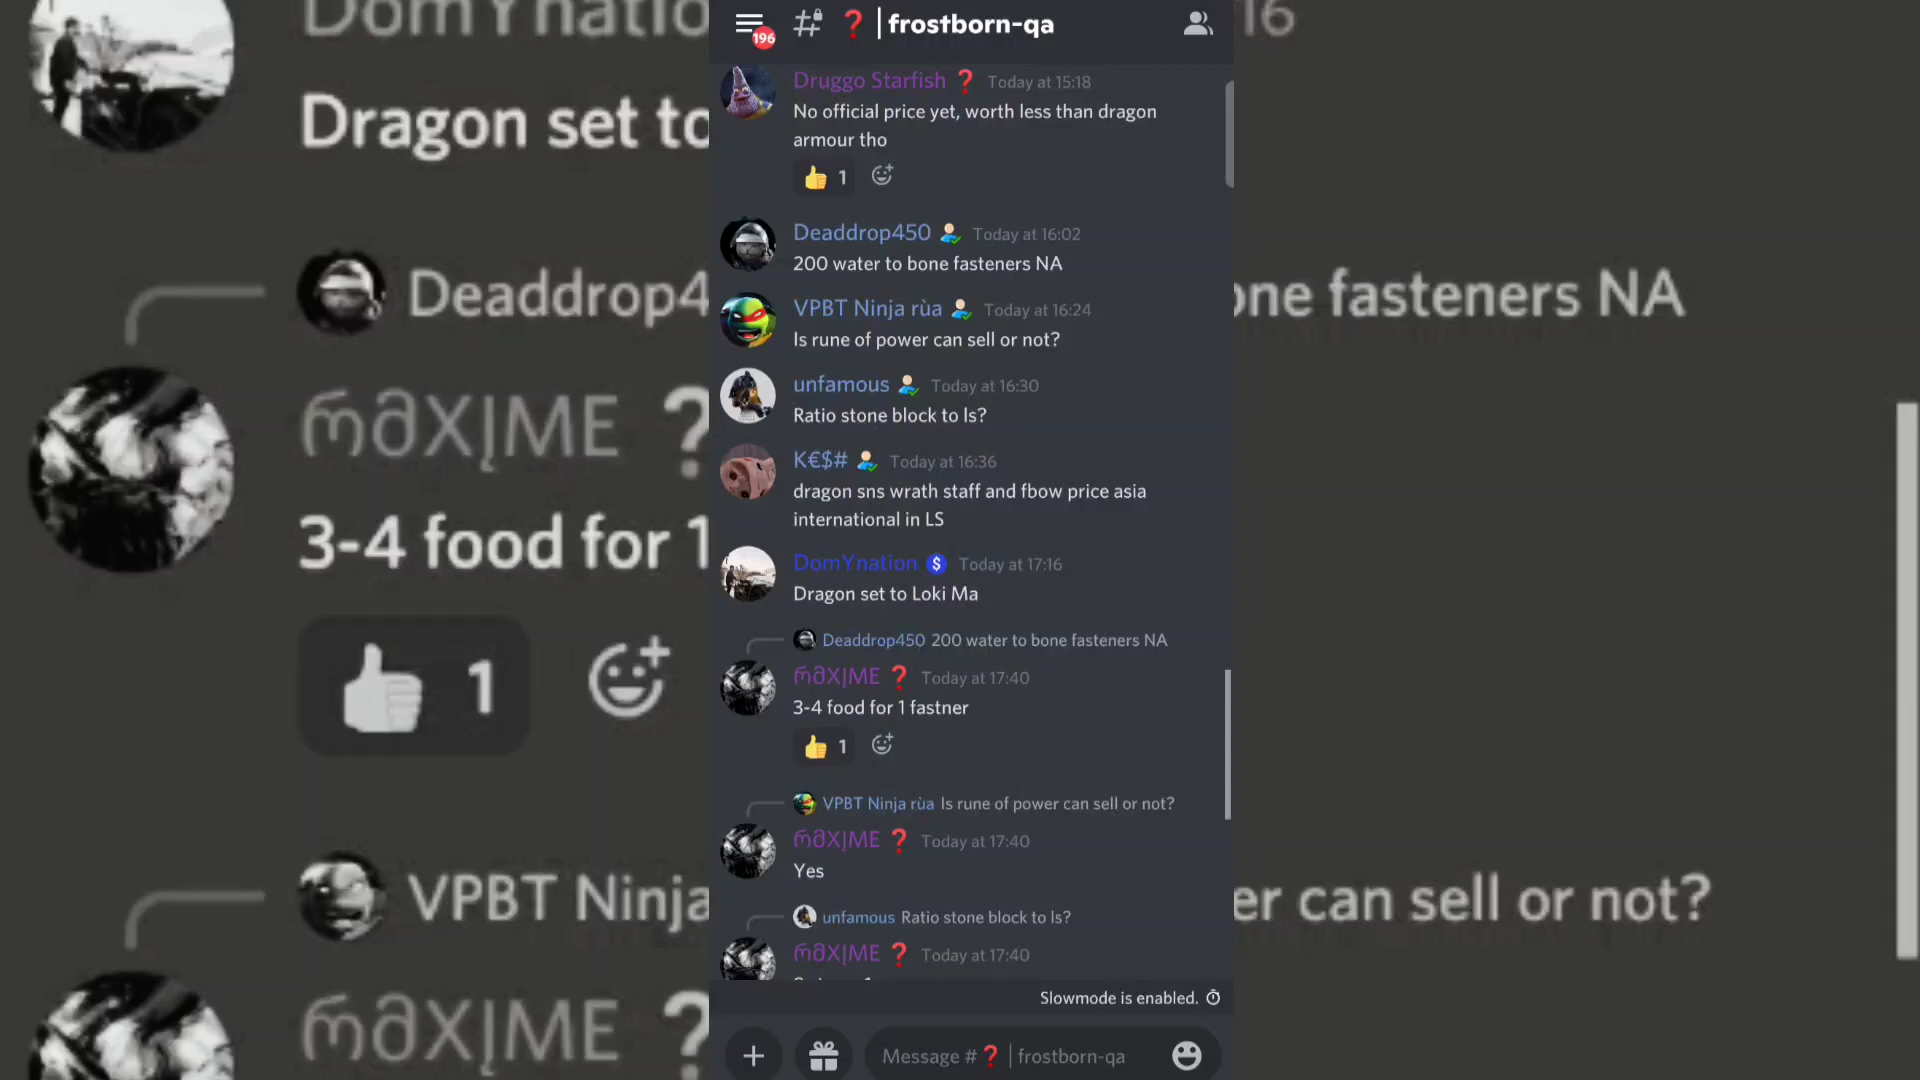 DomYnatio
16
Dragon set to
Deaddrop4
one fasteners NA
რმXĮME ?
3-4 food for 1
1
VPBT Ninja
er can sell or not?
რმXĮME ?
196
❓ | frostborn-qa
Druggo Starfish ❓ Today at 15:18
No official price yet, worth less than dragon
armour tho
👍 1
Deaddrop450 Today at 16:02
200 water to bone fasteners NA
VPBT Ninja rùa Today at 16:24
Is rune of power can sell or not?
unfamous Today at 16:30
Ratio stone block to ls?
K€$# Today at 16:36
dragon sns wrath staff and fbow price asia
international in LS
DomYnation $ Today at 17:16
Dragon set to Loki Ma
Deaddrop450 200 water to bone fasteners NA
რმXĮME ❓ Today at 17:40
3-4 food for 1 fastner
👍 1
VPBT Ninja rùa Is rune of power can sell or not?
რმXĮME ❓ Today at 17:40
Yes
unfamous Ratio stone block to ls?
რმXĮME ❓ Today at 17:40
Slowmode is enabled.
Message # ❓ | frostborn-qa